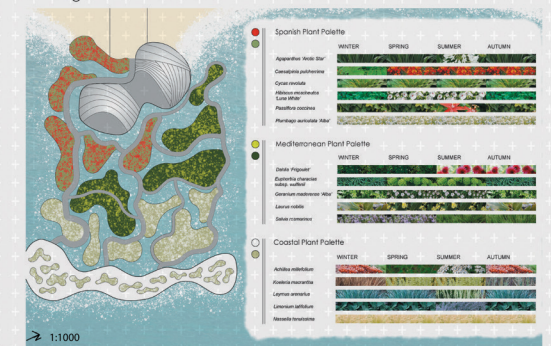 Spanish Plant Palette
WINTER SPRING SUMMER AUTUMN
Agapanthus 'Arctic Star'
Caesalpinia pulcherrima
Cycas revoluta
Hibiscus moscheutos
'Luna White'
Passiflora coccinea
Plumbago auriculata 'Alba'
Mediterranean Plant Palette
WINTER SPRING SUMMER AUTUMN
Dahlia 'Fogoulet'
Euphorbia characias
subsp. wulfenii
Geranium maderense 'Alba'
Laurus nobilis
Salvia rosmarinus
Coastal Plant Palette
WINTER SPRING SUMMER AUTUMN
Achillea millefolium
Koeleria macrantha
Leymus arenarius
Limonium latifolium
Nassella tenuissima
1:1000